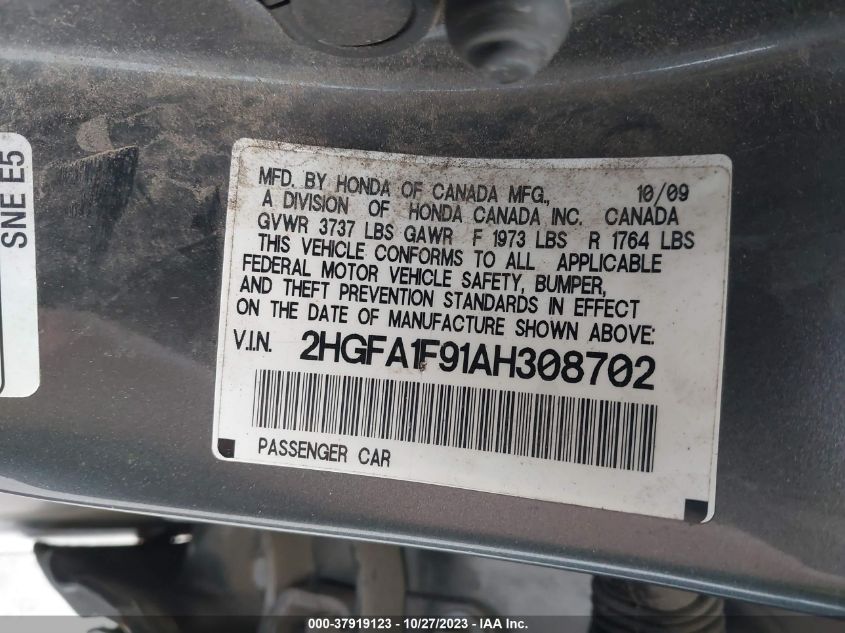 SNE E5
MFD. BY HONDA OF CANADA MFG., 10/09
A DIVISION OF HONDA CANADA INC. CANADA
GVWR 3737 LBS GAWR F 1973 LBS R 1764 LBS
THIS VEHICLE CONFORMS TO ALL APPLICABLE
FEDERAL MOTOR VEHICLE SAFETY, BUMPER,
AND THEFT PREVENTION STANDARDS IN EFFECT
ON THE DATE OF MANUFACTURE SHOWN ABOVE:
V.I.N. 2HGFA1F91AH308702
PASSENGER CAR
000-37919123 - 10/27/2023 - IAA Inc.